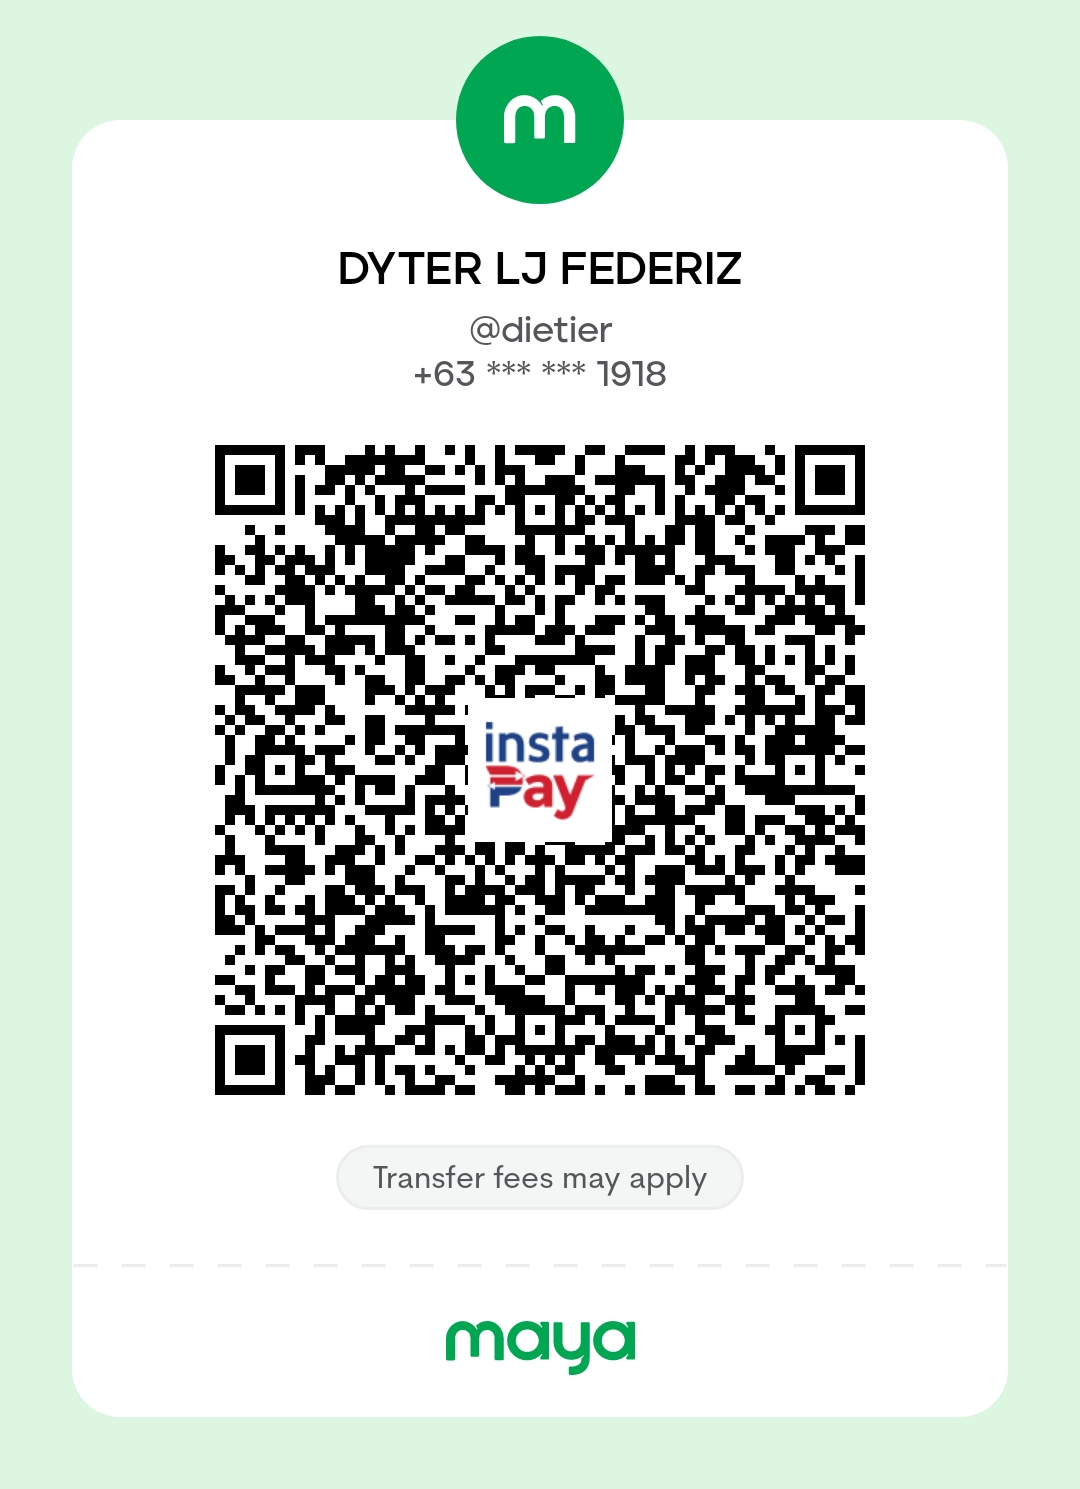 m
DYTER LJ FEDERIZ
@dietier
+63 *** *** 1918
insta
Pay
Transfer fees may apply
maya